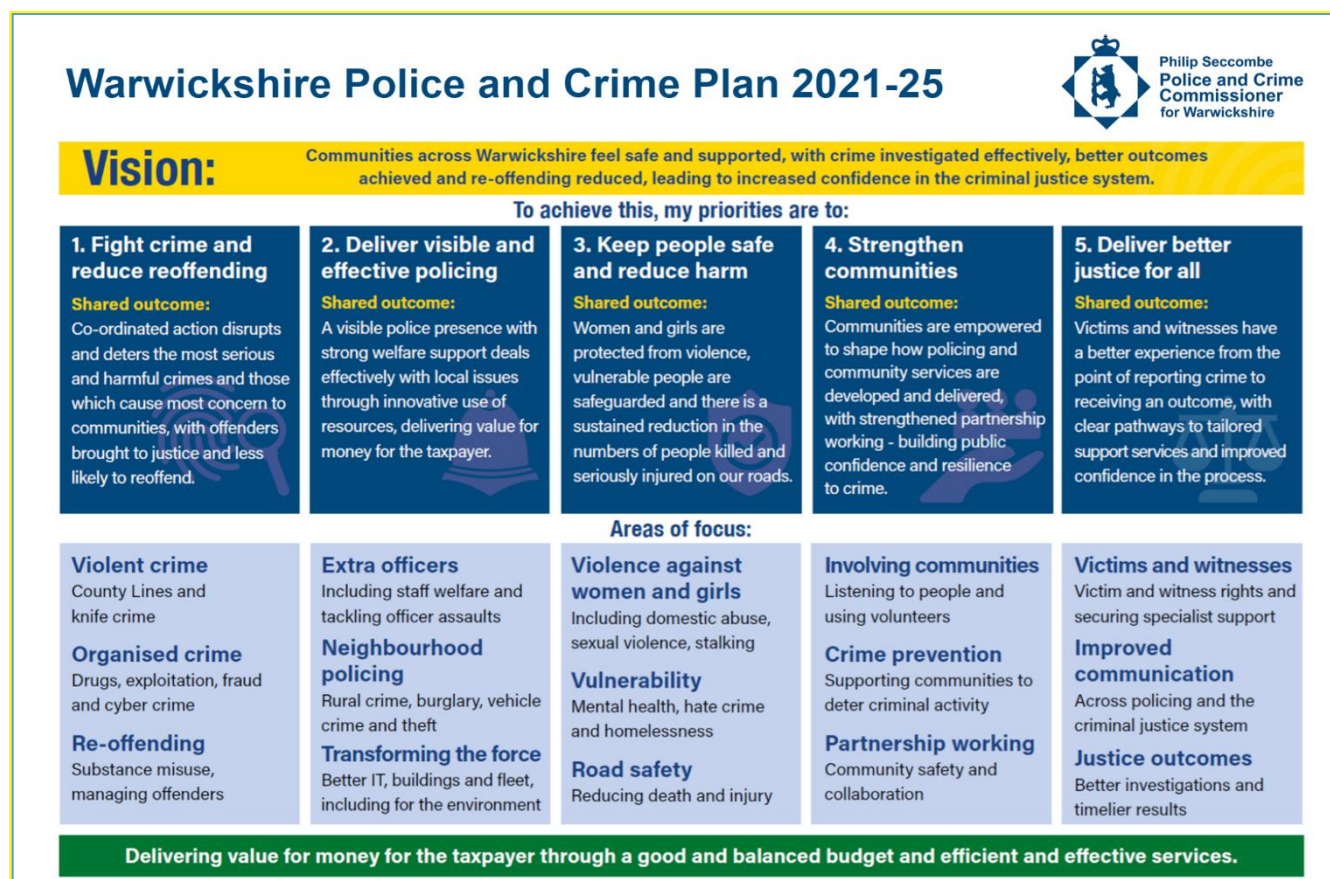 Warwickshire Police and Crime Plan 2021-25
Philip Seccombe
Police and Crime
Commissioner
for Warwickshire
Vision:
Communities across Warwickshire feel safe and supported, with crime investigated effectively, better outcomes
achieved and re-offending reduced, leading to increased confidence in the criminal justice system.
To achieve this, my priorities are to:
1. Fight crime and
reduce reoffending
Shared outcome:
Co-ordinated action disrupts
and deters the most serious
and harmful crimes and those
which cause most concern to
communities, with offenders
brought to justice and less
likely to reoffend.
2. Deliver visible and
effective policing
Shared outcome:
A visible police presence with
strong welfare support deals
effectively with local issues
through innovative use of
resources, delivering value for
money for the taxpayer.
3. Keep people safe
and reduce harm
Shared outcome:
Women and girls are
protected from violence,
vulnerable people are
safeguarded and there is a
sustained reduction in the
numbers of people killed and
seriously injured on our roads.
4. Strengthen
communities
Shared outcome:
Communities are empowered
to shape how policing and
community services are
developed and delivered,
with strengthened partnership
working - building public
confidence and resilience
to crime.
5. Deliver better
justice for all
Shared outcome:
Victims and witnesses have
a better experience from the
point of reporting crime to
receiving an outcome, with
clear pathways to tailored
support services and improved
confidence in the process.
Areas of focus:
Violent crime
County Lines and
knife crime
Organised crime
Drugs, exploitation, fraud
and cyber crime
Re-offending
Substance misuse,
managing offenders
Extra officers
Including staff welfare and
tackling officer assaults
Neighbourhood
policing
Rural crime, burglary, vehicle
crime and theft
Transforming the force
Better IT, buildings and fleet,
including for the environment
Violence against
women and girls
Including domestic abuse,
sexual violence, stalking
Vulnerability
Mental health, hate crime
and homelessness
Road safety
Reducing death and injury
Involving communities
Listening to people and
using volunteers
Crime prevention
Supporting communities to
deter criminal activity
Partnership working
Community safety and
collaboration
Victims and witnesses
Victim and witness rights and
securing specialist support
Improved
communication
Across policing and the
criminal justice system
Justice outcomes
Better investigations and
timelier results
Delivering value for money for the taxpayer through a good and balanced budget and efficient and effective services.